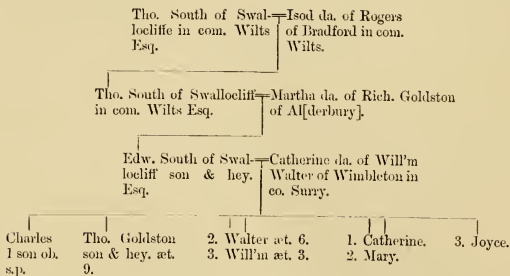 Tho. South of Swal-
locliffe in com. Wilts
Esq.
Isod da. of Rogers
of Bradford in com.
Wilts.
Tho. South of Swallocliff
in com. Wilts Esq.
Martha da. of Rich. Goldston
of Al[derbury].
Edw. South of Swal-
locliff son & hey.
Esq.
Catherine da. of Will'm
Walter of Wimbleton in
co. Surry.
Charles
1 son ob.
s.p.
Tho. Goldston
son & hey. æt.
9.
2. Walter æt. 6.
3. Will'm æt. 3.
1. Catherine.
2. Mary.
3. Joyce.